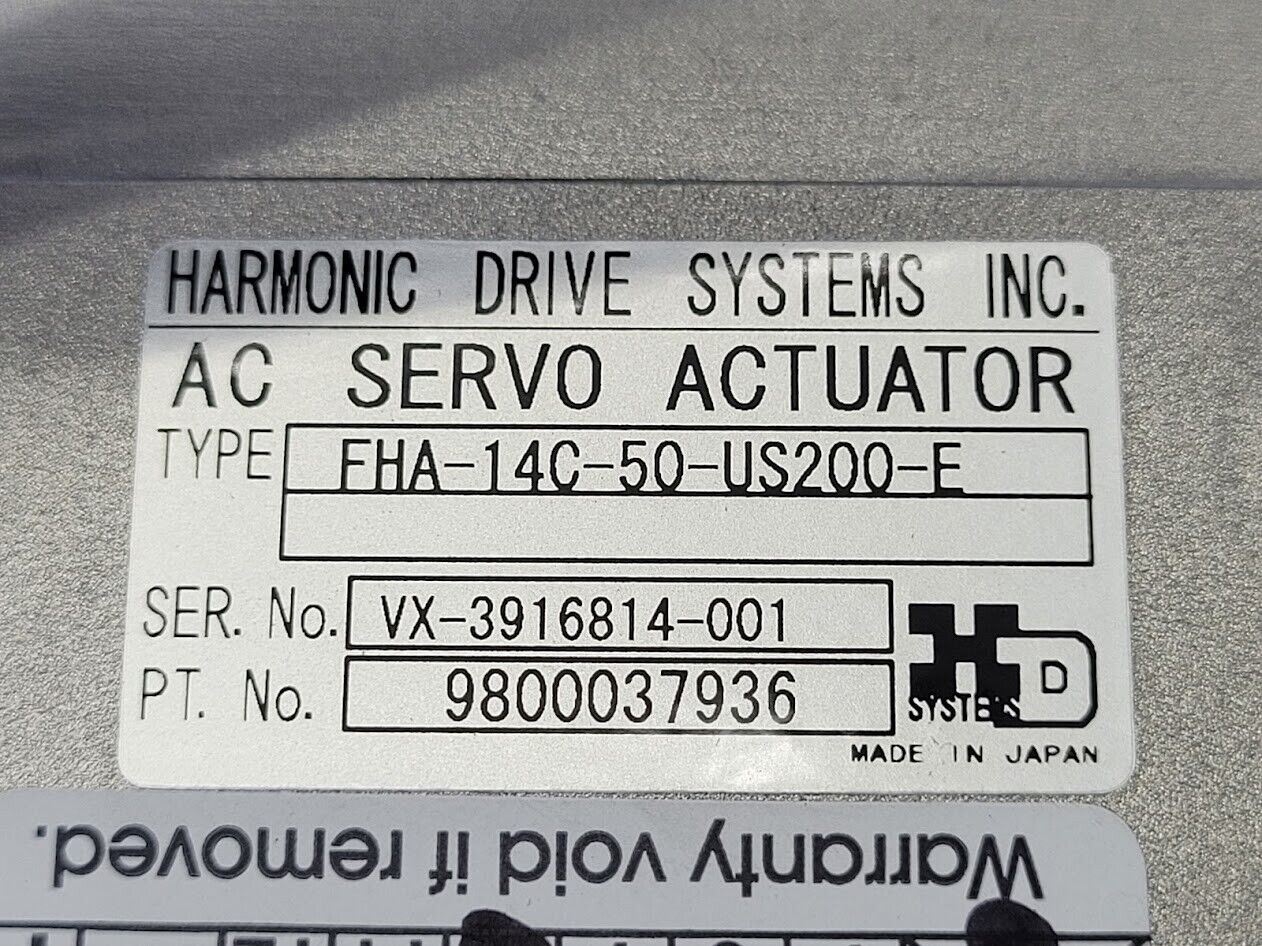 HARMONIC DRIVE SYSTEMS INC.
AC SERVO ACTUATOR
TYPE FHA-14C-50-US200-E
SER. No. VX-3916814-001
PT. No. 9800037936
H D
SYSTEMS
MADE IN JAPAN
Warranty void if removed.